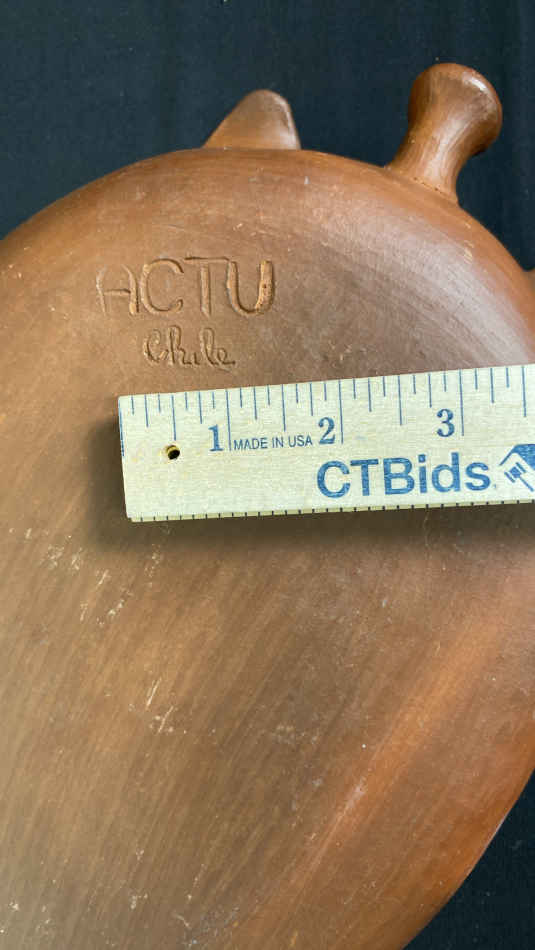 ACTU
Chile
1 MADE IN USA 2 3
CTBids.